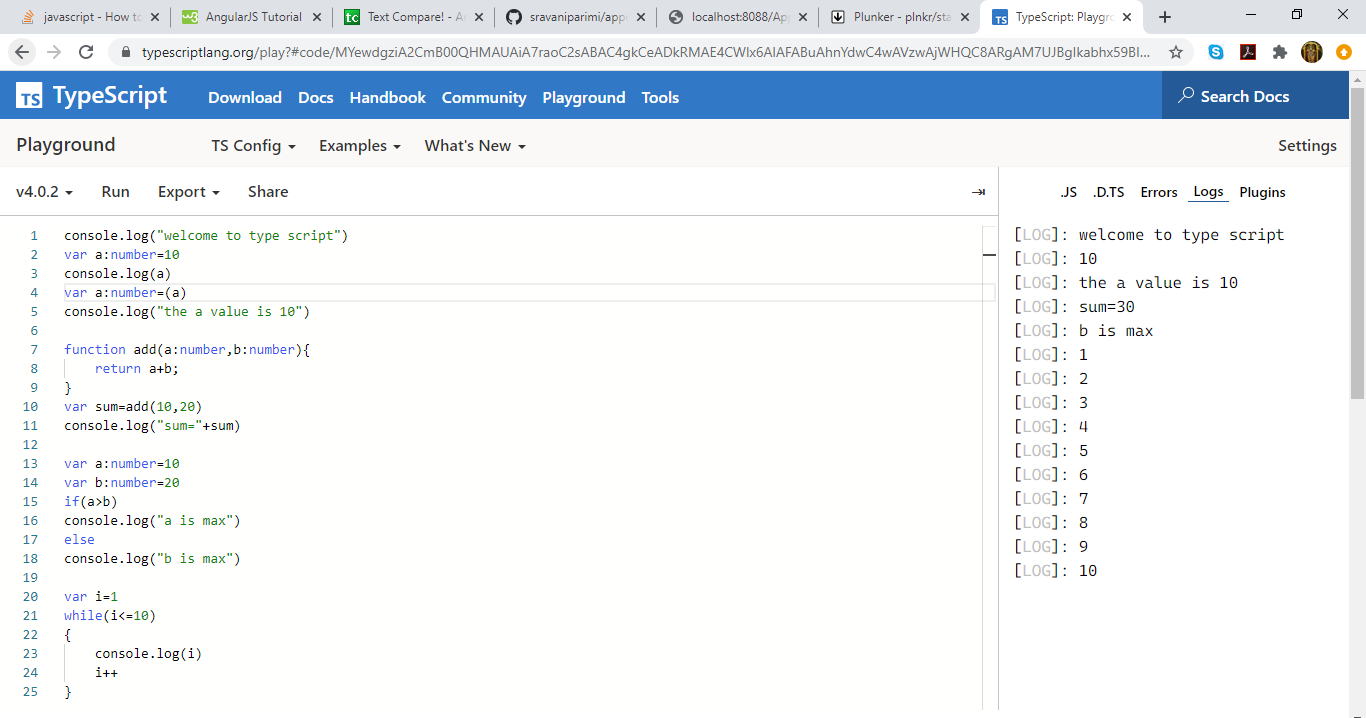 javascript - How to
AngularJS Tutorial
Text Compare! - An
sravaniparimi/appr
localhost:8088/App
Plunker - plnkr/sta
TypeScript: Playgro
typescriptlang.org/play?
TS TypeScript
Download Docs Handbook Community Playground Tools
Search Docs
Playground
TS Config Examples What's New
Settings
v4.0.2 Run Export Share
.JS .D.TS Errors Logs Plugins
1 console.log("welcome to type script")
2 var a:number=10
3 console.log(a)
4 var a:number=(a)
5 console.log("the a value is 10")
6
7 function add(a:number,b:number){
8 return a+b;
9 }
10 var sum=add(10,20)
11 console.log("sum="+sum)
12
13 var a:number=10
14 var b:number=20
15 if(a>b)
16 console.log("a is max")
17 else
18 console.log("b is max")
19
20 var i=1
21 while(i<=10)
22 {
23 console.log(i)
24 i++
25 }
[LOG]: welcome to type script
[LOG]: 10
[LOG]: the a value is 10
[LOG]: sum=30
[LOG]: b is max
[LOG]: 1
[LOG]: 2
[LOG]: 3
[LOG]: 4
[LOG]: 5
[LOG]: 6
[LOG]: 7
[LOG]: 8
[LOG]: 9
[LOG]: 10